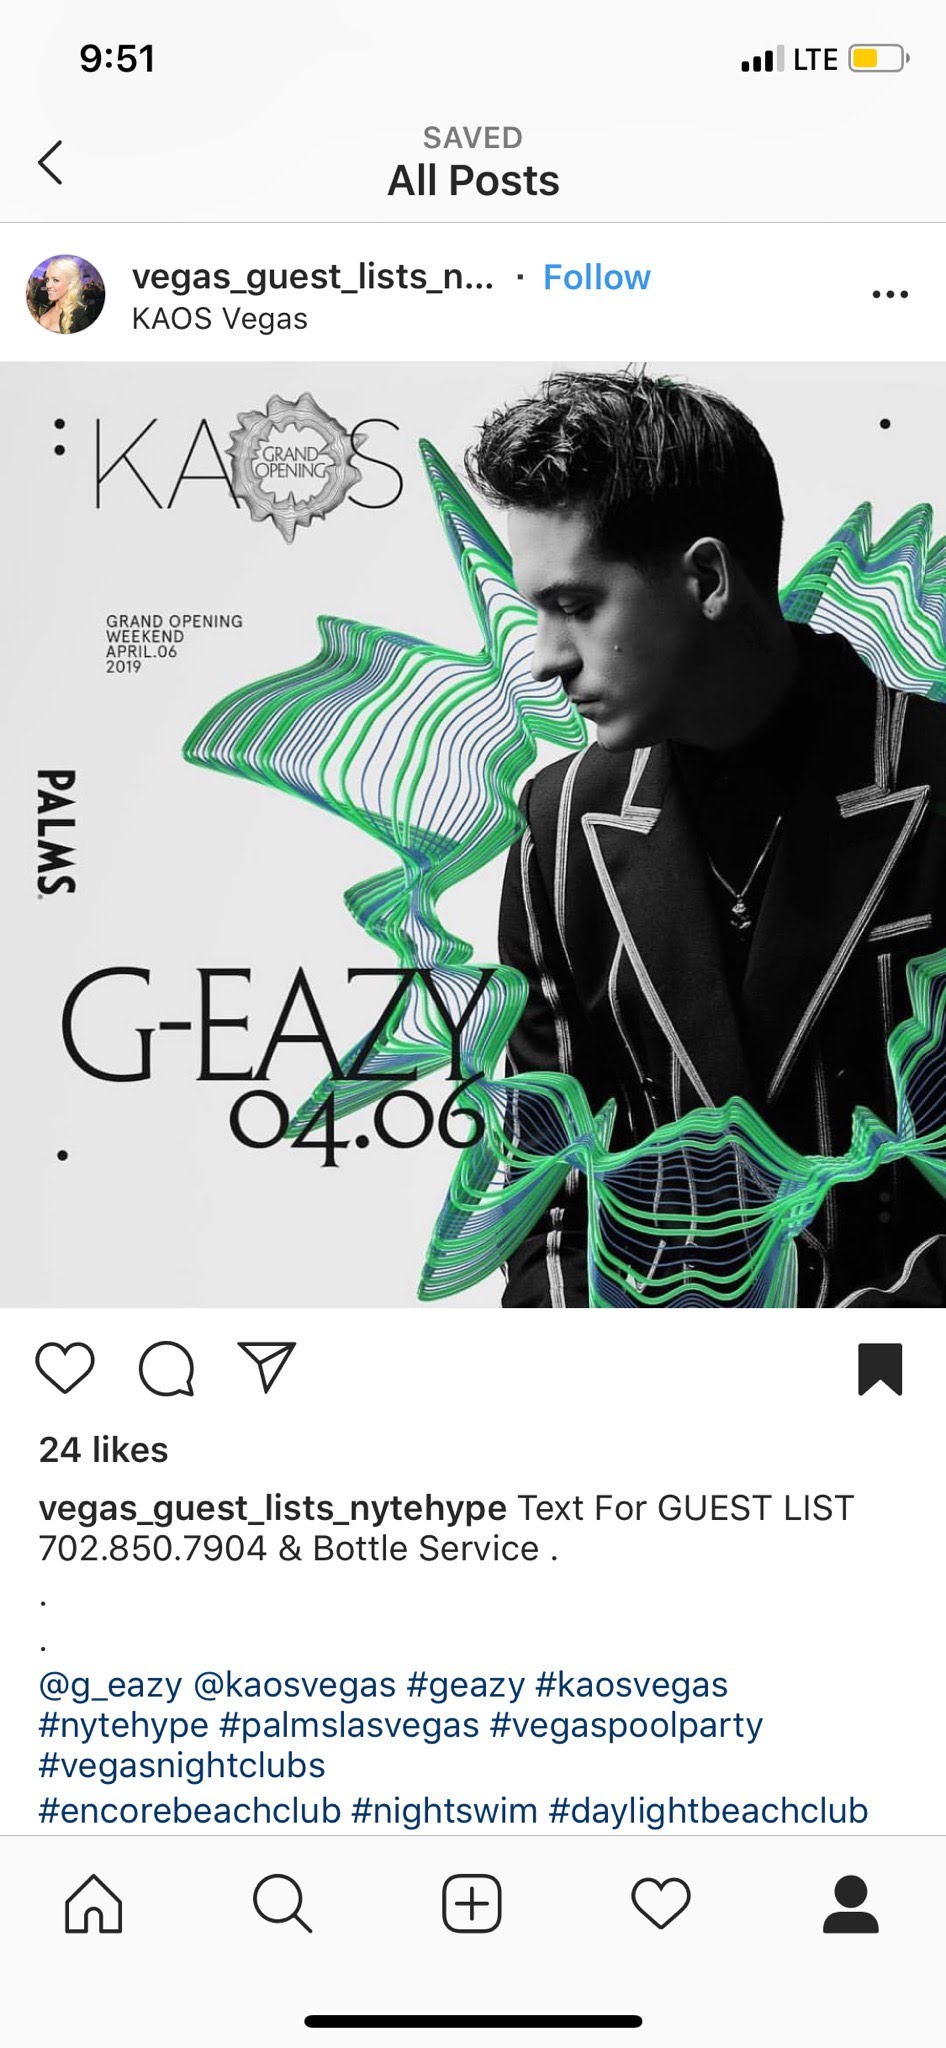 9:51
LTE
SAVED
All Posts
vegas_guest_lists_n... · Follow
KAOS Vegas
KAOS
GRAND
OPENING
GRAND OPENING
WEEKEND
APRIL.06
2019
PALMS
G-EAZY
04.06
24 likes
vegas_guest_lists_nytehype Text For GUEST LIST
702.850.7904 & Bottle Service .
.
.
@g_eazy @kaosvegas #geazy #kaosvegas
#nytehype #palmslasvegas #vegaspoolparty
#vegasnightclubs
#encorebeachclub #nightswim #daylightbeachclub